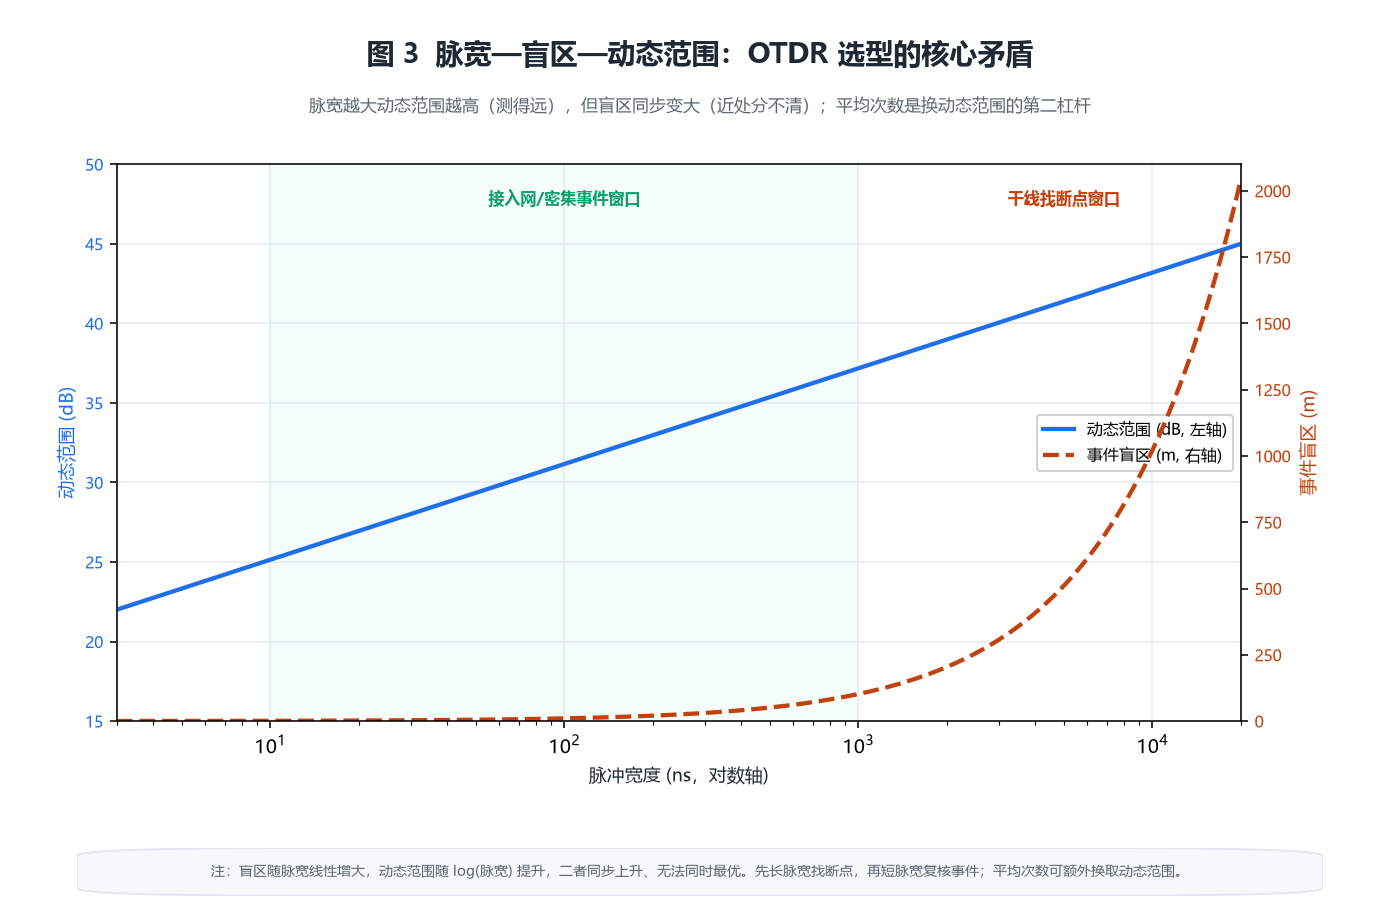 图 3 脉宽—盲区—动态范围：OTDR 选型的核心矛盾
脉宽越大动态范围越高（测得远），但盲区同步变大（近处分不清）；平均次数是换动态范围的第二杠杆
接入网/密集事件窗口
干线找断点窗口
动态范围 (dB)
50
45
40
35
30
25
20
15
2000
1750
1500
1250
1000
750
500
250
0
事件盲区 (m)
动态范围 (dB, 左轴)
事件盲区 (m, 右轴)
10¹ 10² 10³ 10⁴
脉冲宽度 (ns，对数轴)
注：盲区随脉宽线性增大，动态范围随 log(脉宽) 提升，二者同步上升、无法同时最优。先长脉宽找断点，再短脉宽复核事件；平均次数可额外换取动态范围。